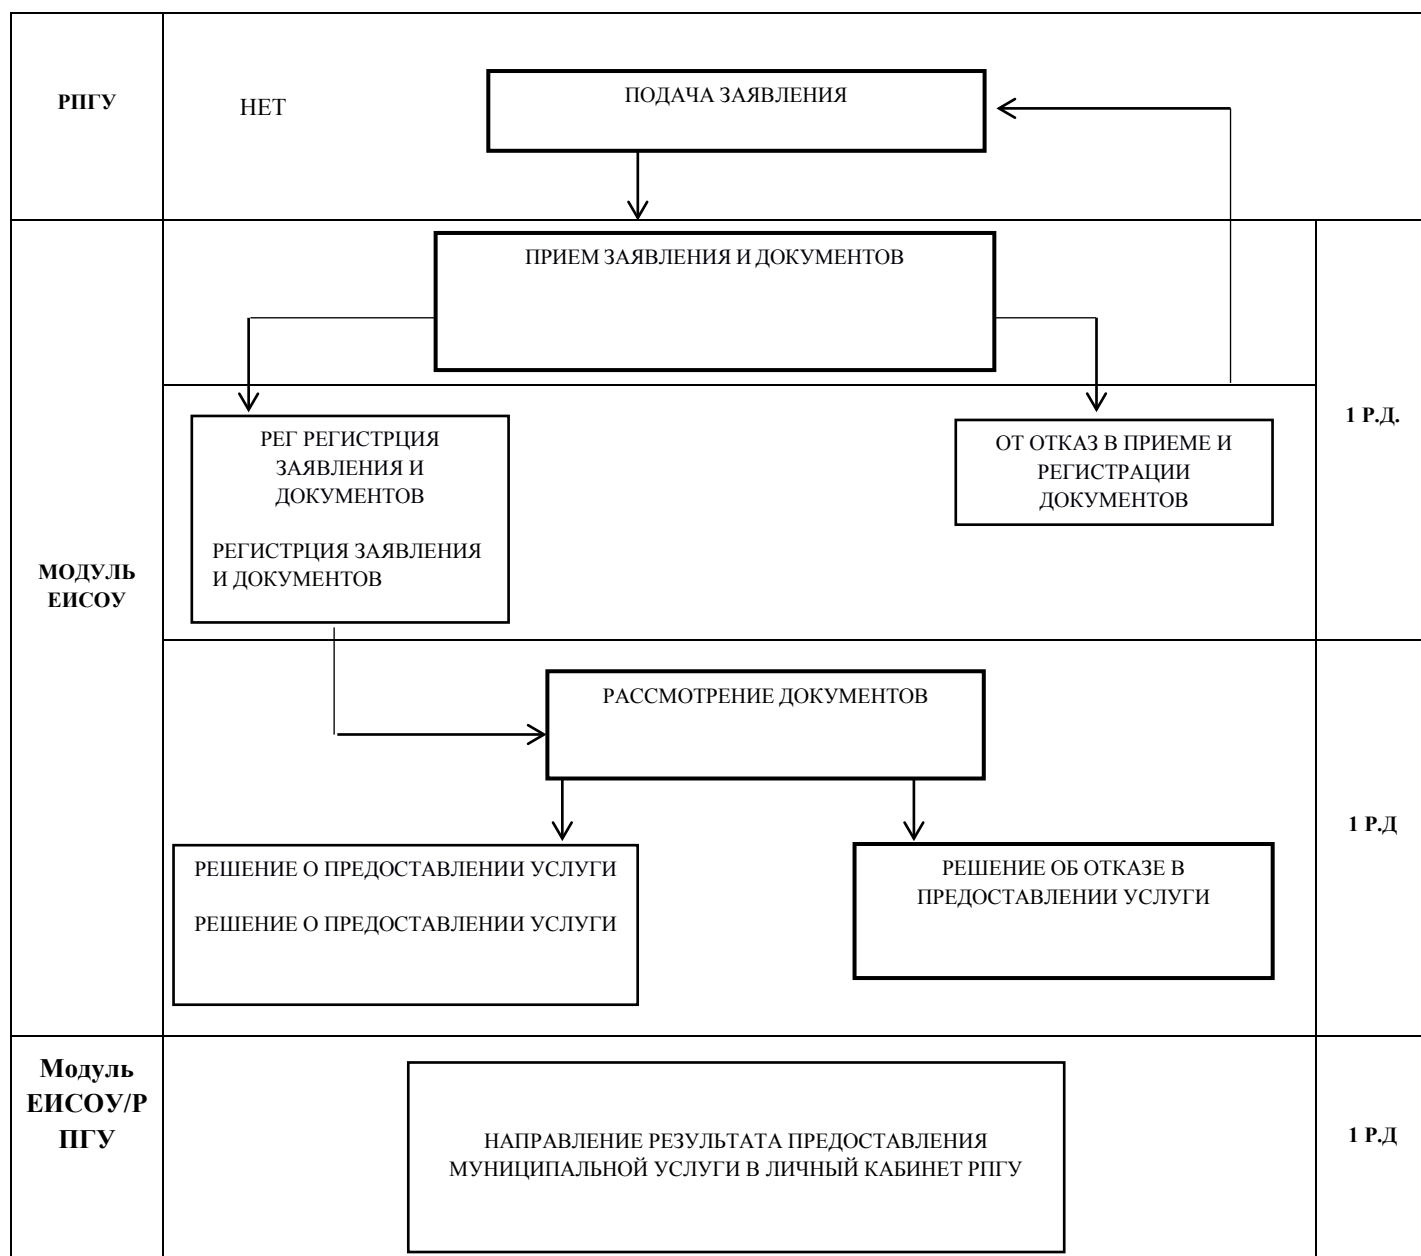 РПГУ
НЕТ
ПОДАЧА ЗАЯВЛЕНИЯ
ПРИЕМ ЗАЯВЛЕНИЯ И ДОКУМЕНТОВ
МОДУЛЬ
ЕИСОУ
РЕГ РЕГИСТРЦИЯ
ЗАЯВЛЕНИЯ И
ДОКУМЕНТОВ
РЕГИСТРЦИЯ ЗАЯВЛЕНИЯ
И ДОКУМЕНТОВ
ОТ ОТКАЗ В ПРИЕМЕ И
РЕГИСТРАЦИИ
ДОКУМЕНТОВ
1 Р.Д.
РАССМОТРЕНИЕ ДОКУМЕНТОВ
РЕШЕНИЕ О ПРЕДОСТАВЛЕНИИ УСЛУГИ
РЕШЕНИЕ О ПРЕДОСТАВЛЕНИИ УСЛУГИ
РЕШЕНИЕ ОБ ОТКАЗЕ В
ПРЕДОСТАВЛЕНИИ УСЛУГИ
1 Р.Д
Модуль
ЕИСОУ/Р
ПГУ
НАПРАВЛЕНИЕ РЕЗУЛЬТАТА ПРЕДОСТАВЛЕНИЯ
МУНИЦИПАЛЬНОЙ УСЛУГИ В ЛИЧНЫЙ КАБИНЕТ РПГУ
1 Р.Д